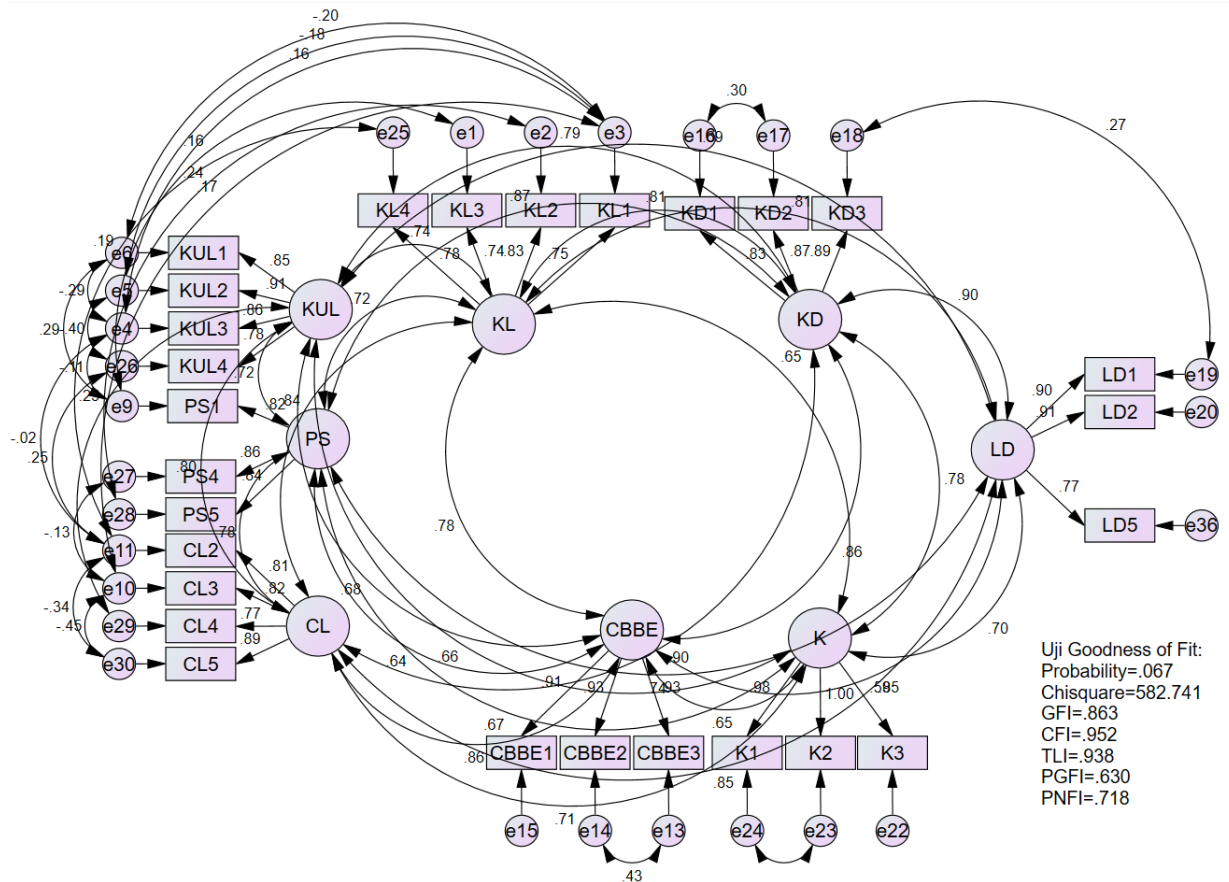 -.20
-.18
.16
.30
e25
e1
e2
.79
e3
e16
e17
e18
.27
.16
.24
.17
KL4
KL3
KL2
KL1
KD1
KD2
KD3
.87
.81
.81
.19
e6
KUL1
.85
.74
.78
.74
.83
.75
.83
.87
.89
-.29
e5
KUL2
.91
KUL
.72
KL
KD
.90
.29
-.40
e4
KUL3
.86
.78
-.11
e26
KUL4
.72
.65
LD1
e19
.90
e9
PS1
.82
.84
PS
LD2
e20
.91
LD
-.02
.25
e27
PS4
.86
.80
.64
.78
.77
e28
PS5
.78
LD5
e36
-.13
e11
CL2
.81
.78
.86
e10
CL3
.82
.68
-.34
-.45
e29
CL4
.77
CL
CBBE
K
.70
e30
CL5
.89
.64
.66
.90
.91
.93
.93
.98
1.00
.67
.65
.86
CBBE1
CBBE2
CBBE3
K1
K2
K3
.85
.71
e15
e14
e13
e24
e23
e22
.43
Uji Goodness of Fit:
Probability=.067
Chisquare=582.741
GFI=.863
CFI=.952
TLI=.938
PGFI=.630
PNFI=.718